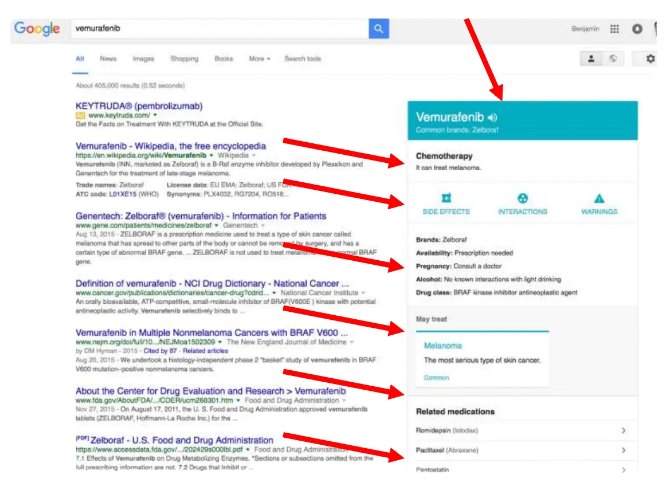 Google
vemurafenib
Benjamin
All News Images Shopping Books More Search tools
About 405,000 results (0.52 seconds)
KEYTRUDA® (pembrolizumab)
Ad www.keytruda.com/
Get the Facts on Treatment With KEYTRUDA at the Official Site.
Vemurafenib - Wikipedia, the free encyclopedia
https://en.wikipedia.org/wiki/Vemurafenib Wikipedia
Vemurafenib (INN, marketed as Zelboraf) is a B-Raf enzyme inhibitor developed by Plexxikon and
Genentech for the treatment of late-stage melanoma.
Trade names: Zelboraf License data: EU EMA: Zelboraf; US
ATC code: L01XE15 (WHO) Synonyms: PLX4032, RG7204, RO518...
Genentech: Zelboraf® (vemurafenib) - Information for Patients
www.gene.com/patients/medicines/zelboraf Genentech
Aug 13, 2015 - ZELBORAF is a prescription medicine used to treat a type of skin cancer called
melanoma that has spread to other parts of the body or cannot be removed by surgery, and has a
certain type of abnormal BRAF gene. ... ZELBORAF is not used to treat melanoma normal BRAF
gene.
Definition of vemurafenib - NCI Drug Dictionary - National Cancer ...
www.cancer.gov/publications/dictionaries/cancer-drug?cdrid... National Cancer Institute
An orally bioavailable, ATP-competitive, small-molecule inhibitor of BRAF(V600E) kinase with potential
antineoplastic activity. Vemurafenib selectively binds to ...
Vemurafenib in Multiple Nonmelanoma Cancers with BRAF V600 ...
www.nejm.org/doi/full/10.../NEJMoa1502309 The New England Journal of Medicine
by DM Hyman - 2015 - Cited by 87 - Related articles
Aug 20, 2015 - We undertook a histology-independent phase 2 "basket" study of vemurafenib in BRAF
V600 mutation-positive nonmelanoma cancers.
About the Center for Drug Evaluation and Research > Vemurafenib
www.fda.gov/AboutFDA/.../CDER/ucm268301.htm Food and Drug Administration
Nov 27, 2015 - On August 17, 2011, the U. S. Food and Drug Administration approved vemurafenib
tablets (ZELBORAF, Hoffmann-La Roche Inc.) for the ...
[PDF] Zelboraf - U.S. Food and Drug Administration
https://www.accessdata.fda.gov/.../202429s000lbl.pdf Food and Drug Administration
7.1 Effects of Vemurafenib on Drug Metabolizing Enzymes. *Sections or subsections omitted from the
full prescribing information are not. 7.2 Drugs that Inhibit or ...
Vemurafenib
Common brands: Zelboraf
Chemotherapy
It can treat melanoma.
SIDE EFFECTS INTERACTIONS WARNINGS
Brands: Zelboraf
Availability: Prescription needed
Pregnancy: Consult a doctor
Alcohol: No known interactions with light drinking
Drug class: BRAF kinase inhibitor antineoplastic agent
May treat
Melanoma
The most serious type of skin cancer.
Common
Related medications
Romidepsin (Istodax)
Paclitaxel (Abraxane)
Pentostatin